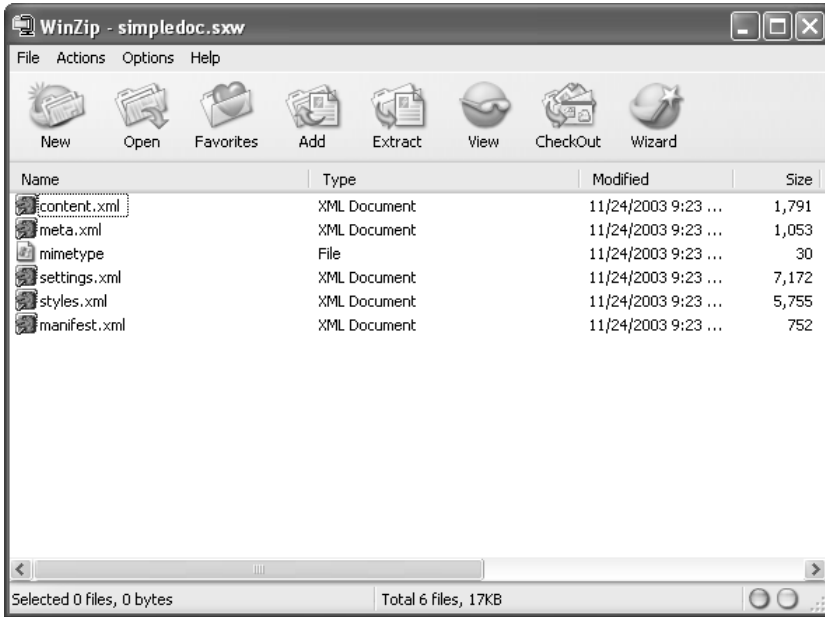 WinZip - simpledoc.sxw
File Actions Options Help
New Open Favorites Add Extract View CheckOut Wizard
Name Type Modified Size
content.xml XML Document 11/24/2003 9:23 ... 1,791
meta.xml XML Document 11/24/2003 9:23 ... 1,053
mimetype File 11/24/2003 9:23 ... 30
settings.xml XML Document 11/24/2003 9:23 ... 7,172
styles.xml XML Document 11/24/2003 9:23 ... 5,755
manifest.xml XML Document 11/24/2003 9:23 ... 752
Selected 0 files, 0 bytes Total 6 files, 17KB